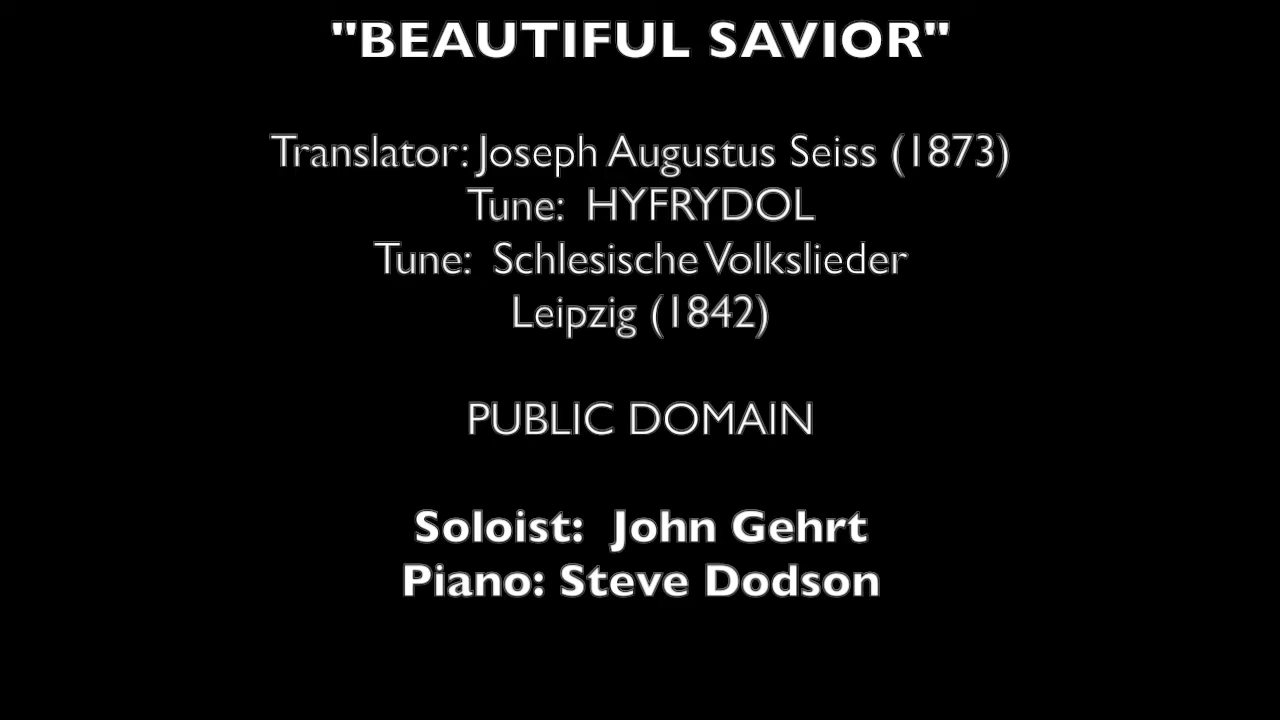 "BEAUTIFUL SAVIOR"
Translator: Joseph Augustus Seiss (1873)
Tune: HYFRYDOL
Tune: Schlesische Volkslieder
Leipzig (1842)
PUBLIC DOMAIN
Soloist: John Gehrt
Piano: Steve Dodson